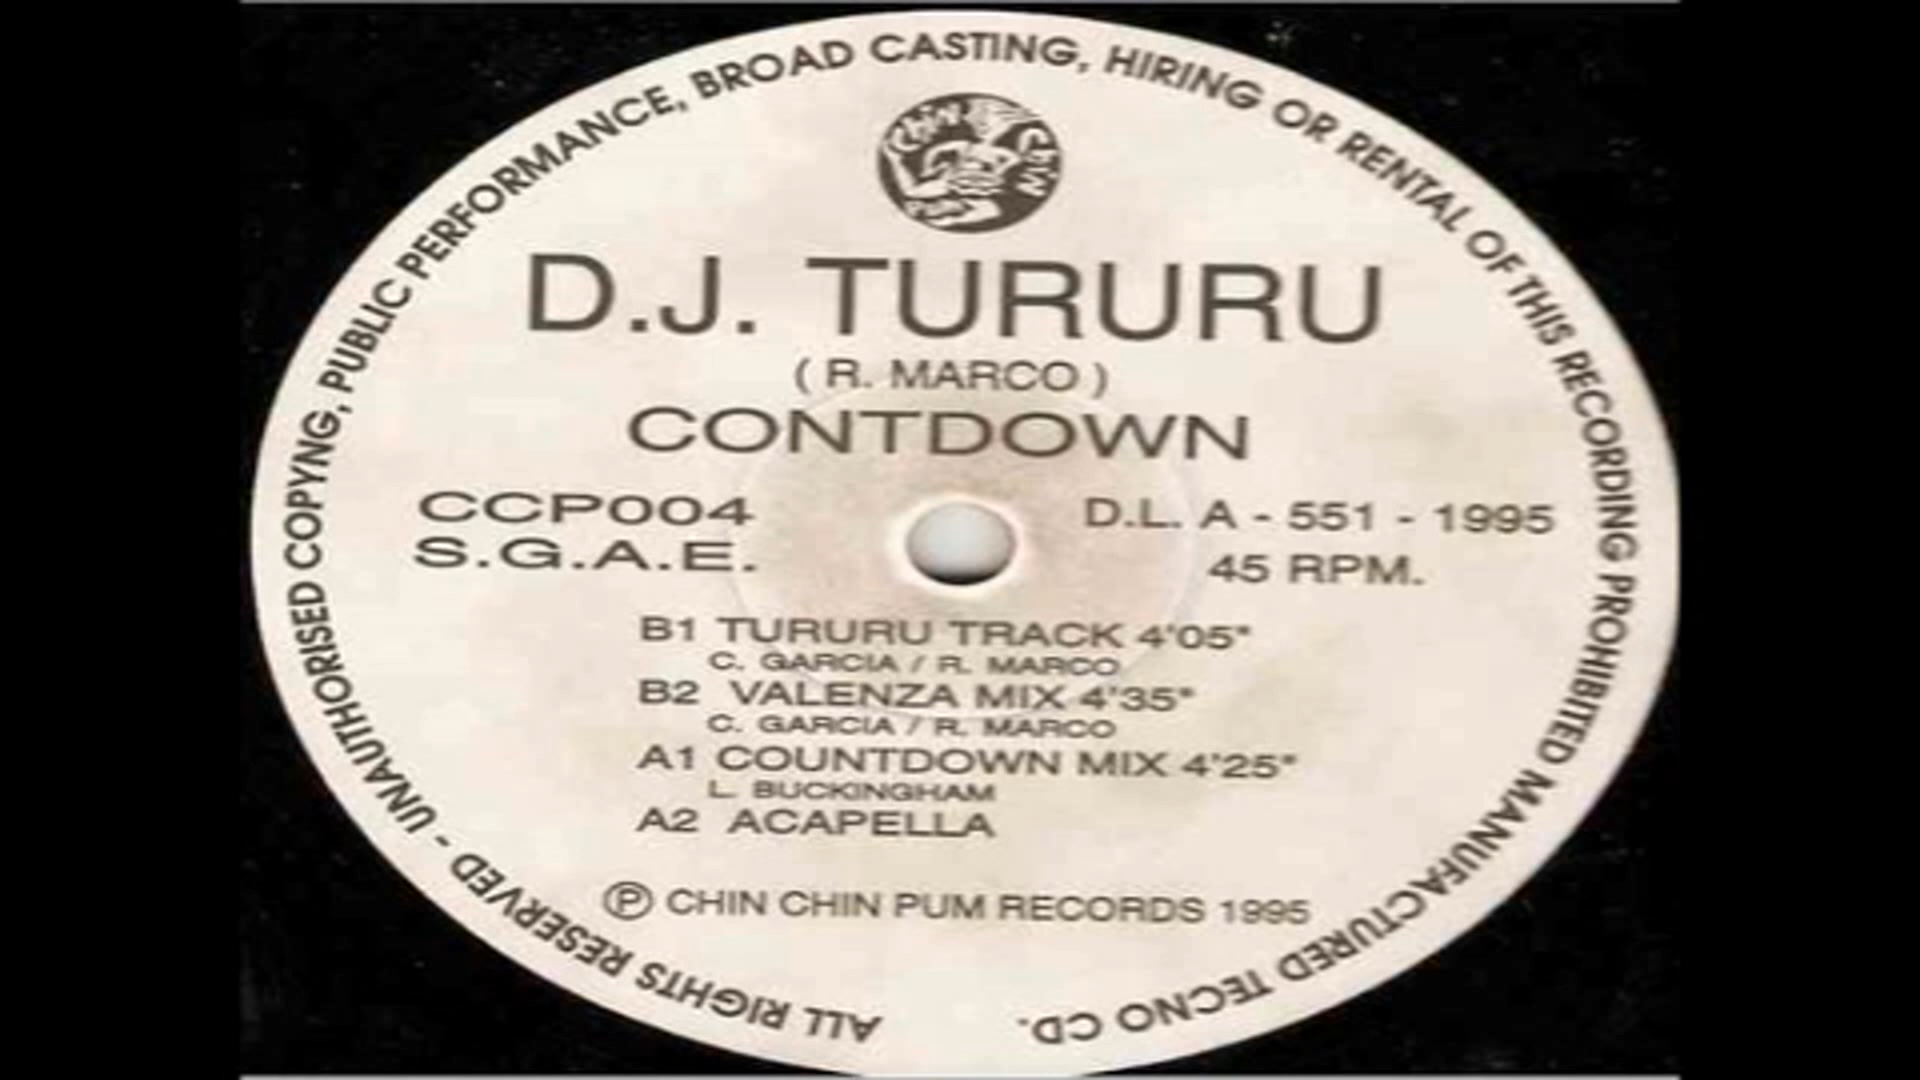 ALL RIGHTS RESERVED - UNAUTHORISED COPYNG, PUBLIC PERFORMANCE, BROAD CASTING, HIRING OR RENTAL OF THIS RECORDING PROHIBITED MANUFACTURED TECNO CD.
CHIN
D.J. TURURU
( R. MARCO )
CONTDOWN
CCP004
D.L. A - 551 - 1995
S.G.A.E.
45 RPM.
B1 TURURU TRACK 4'05"
C. GARCIA / R. MARCO
B2 VALENZA MIX 4'35"
C. GARCIA / R. MARCO
A1 COUNTDOWN MIX 4'25"
L. BUCKINGHAM
A2 ACAPELLA
Ⓟ CHIN CHIN PUM RECORDS 1995